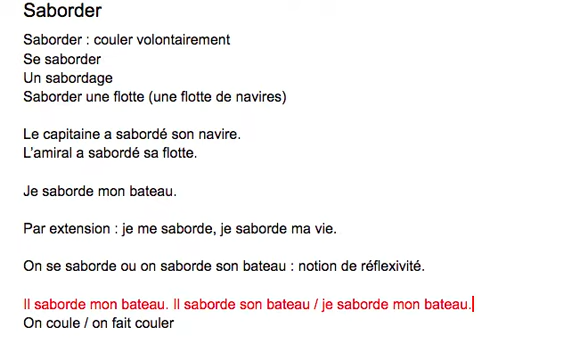 Saborder
Saborder : couler volontairement
Se saborder
Un sabordage
Saborder une flotte (une flotte de navires)
Le capitaine a sabordé son navire.
L'amiral a sabordé sa flotte.
Je saborde mon bateau.
Par extension : je me saborde, je saborde ma vie.
On se saborde ou on saborde son bateau : notion de réflexivité.
Il saborde mon bateau. Il saborde son bateau / je saborde mon bateau.
On coule / on fait couler